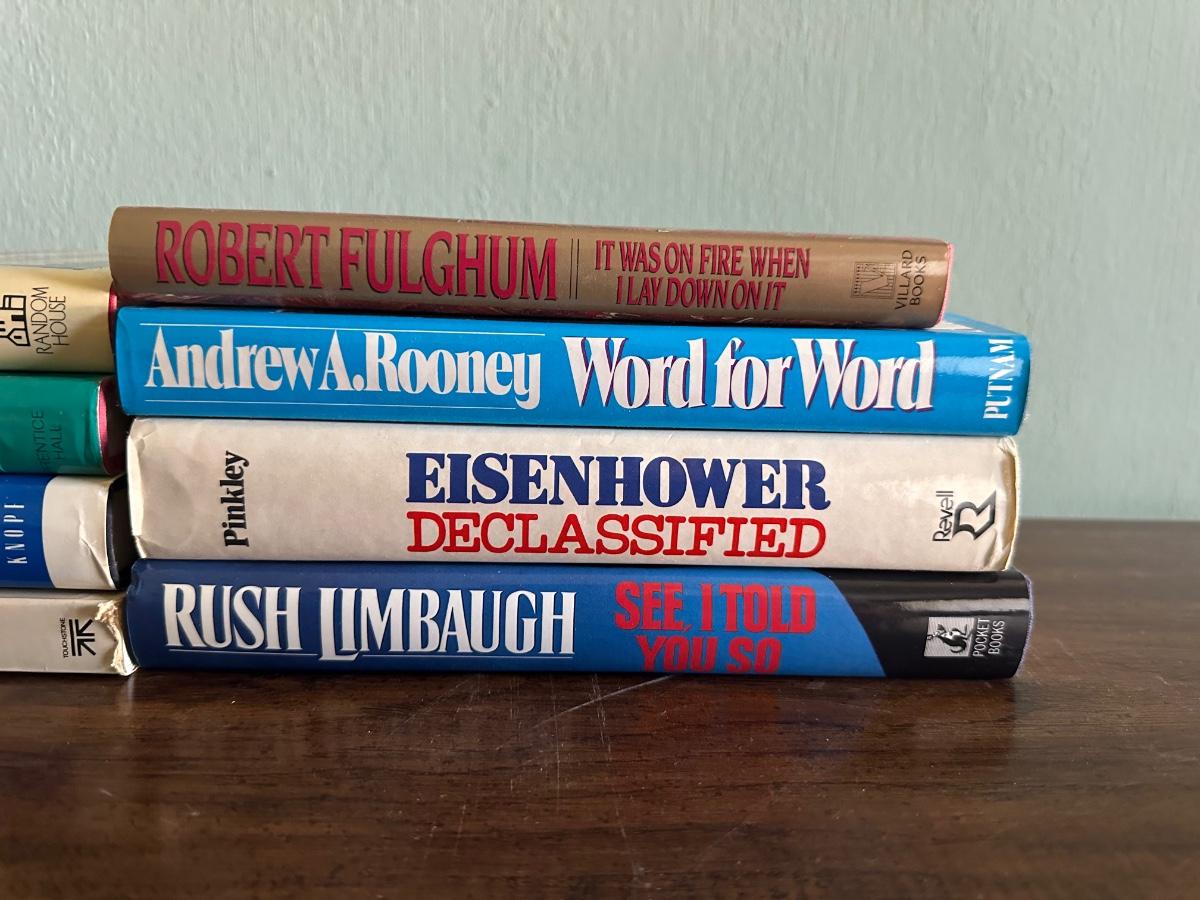 ROBERT FULGHUM
IT WAS ON FIRE WHEN
I LAY DOWN ON IT
VILLARD
BOOKS
Andrew A. Rooney
Word for Word
PUTNAM
Pinkley
EISENHOWER
DECLASSIFIED
Revell
RUSH LIMBAUGH
SEE, I TOLD
YOU SO
POCKET
BOOKS
RANDOM
HOUSE
ENTICE
HALL
KNOPF
TOUCHSTONE